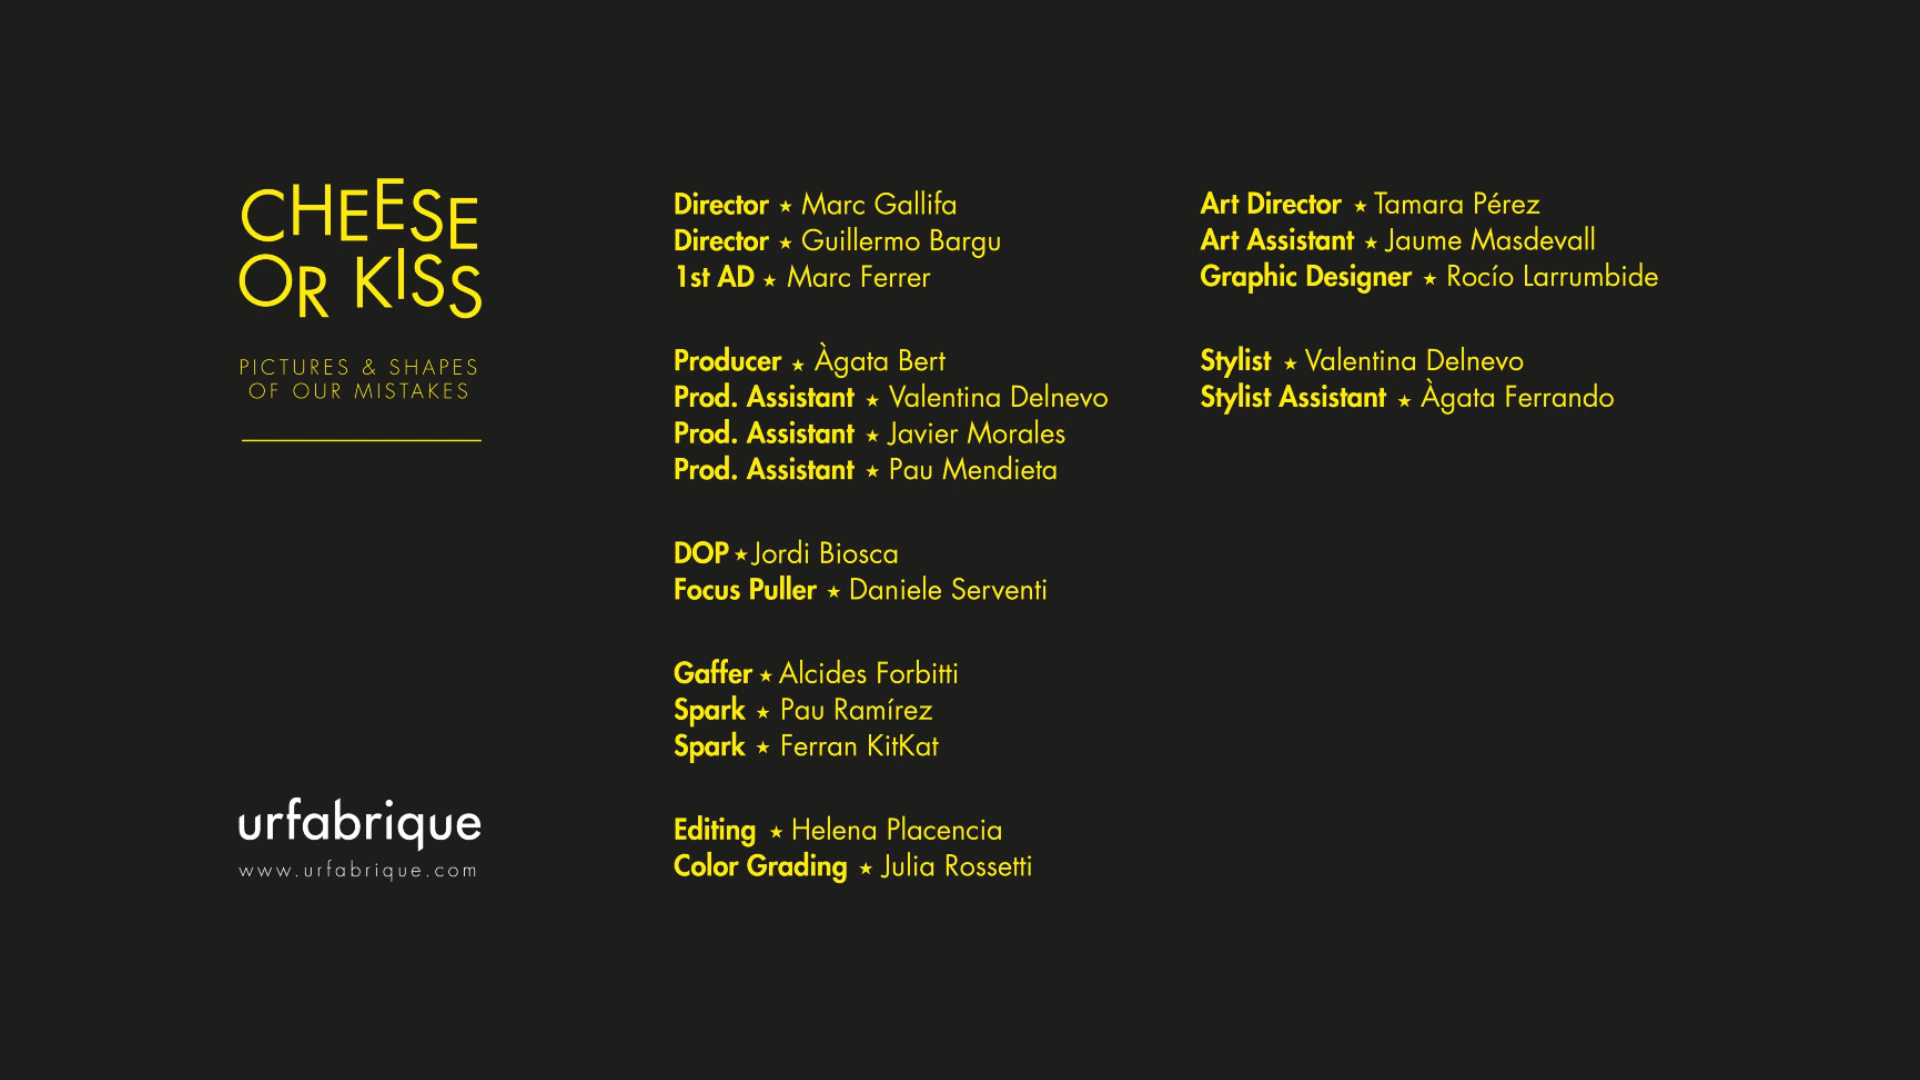 CHEESE
OR KISS
PICTURES & SHAPES
OF OUR MISTAKES
urfabrique
www.urfabrique.com
Director ★ Marc Gallifa
Director ★ Guillermo Bargu
1st AD ★ Marc Ferrer
Producer ★ Àgata Bert
Prod. Assistant ★ Valentina Delnevo
Prod. Assistant ★ Javier Morales
Prod. Assistant ★ Pau Mendieta
DOP ★ Jordi Biosca
Focus Puller ★ Daniele Serventi
Gaffer ★ Alcides Forbitti
Spark ★ Pau Ramírez
Spark ★ Ferran KitKat
Editing ★ Helena Placencia
Color Grading ★ Julia Rossetti
Art Director ★ Tamara Pérez
Art Assistant ★ Jaume Masdevall
Graphic Designer ★ Rocío Larrumbide
Stylist ★ Valentina Delnevo
Stylist Assistant ★ Àgata Ferrando